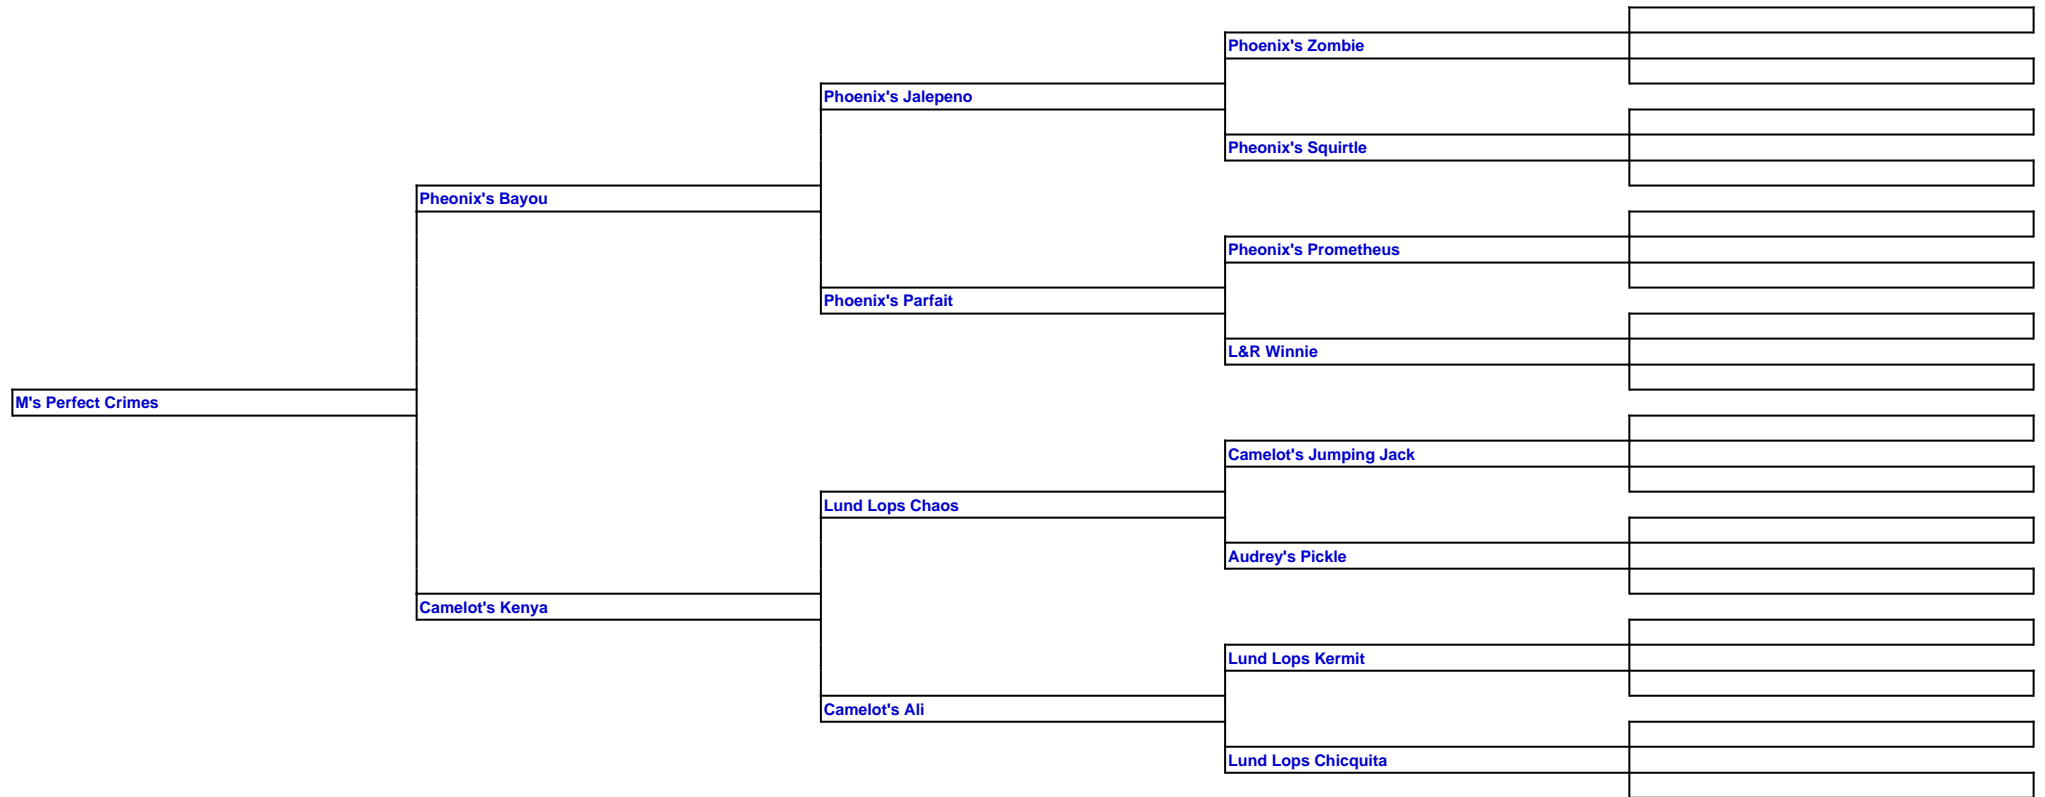 Phoenix's Zombie
Phoenix's Jalepeno
Pheonix's Squirtle
Pheonix's Bayou
Pheonix's Prometheus
Phoenix's Parfait
L&R Winnie
M's Perfect Crimes
Camelot's Jumping Jack
Lund Lops Chaos
Audrey's Pickle
Camelot's Kenya
Lund Lops Kermit
Camelot's Ali
Lund Lops Chicquita